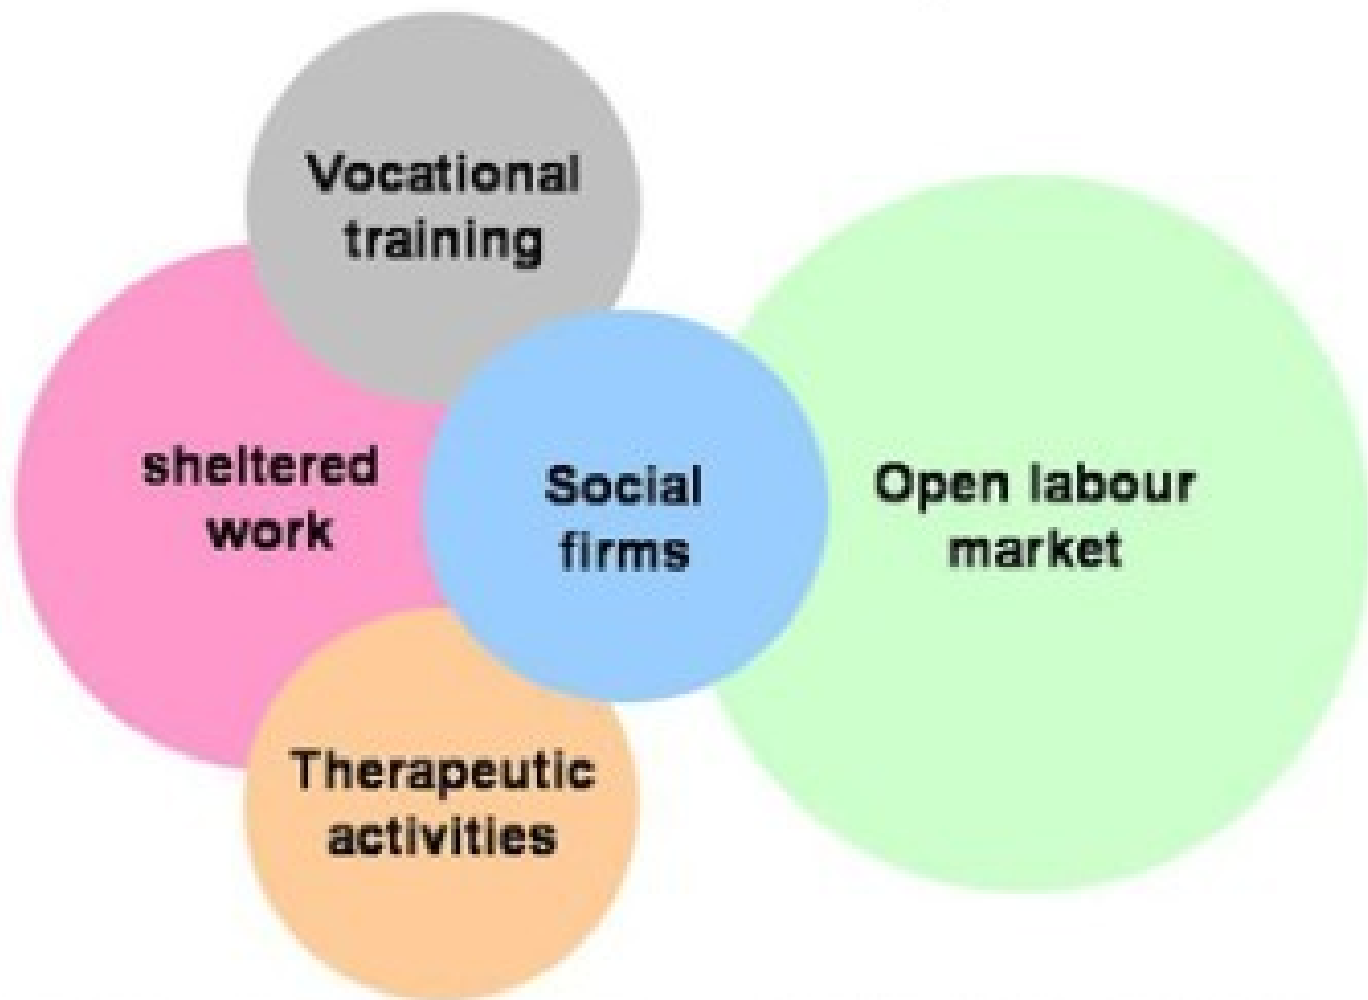 Vocational
training
sheltered
work
Social
firms
Open labour
market
Therapeutic
activities